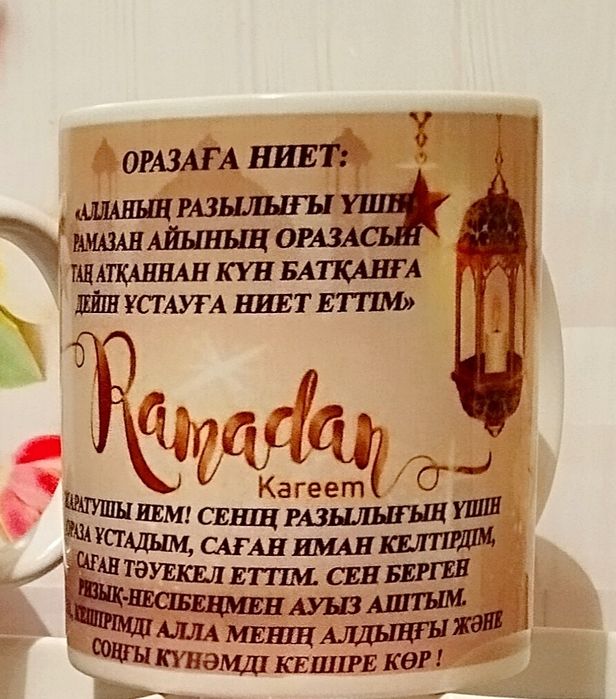 ОРАЗАҒА НИЕТ:
«АЛЛАНЫҢ РАЗЫЛЫҒЫ ҮШІН
РАМАЗАН АЙЫНЫҢ ОРАЗАСЫН
ТАҢ АТҚАННАН КҮН БАТҚАНҒА
ДЕЙІН ҰСТАУҒА НИЕТ ЕТТІМ»
Ramadan
Kareem
ЖАРАТУШЫ ИЕМ! СЕНІҢ РАЗЫЛЫҒЫҢ ҮШІН
ОРАЗА ҰСТАДЫМ, САҒАН ИМАН КЕЛТІРДІМ,
САҒАН ТӘУЕКЕЛ ЕТТІМ. СЕН БЕРГЕН
РИЗЫҚ-НЕСІБЕҢМЕН АУЫЗ АШТЫМ.
КЕШІРІМДІ АЛЛА МЕНІҢ АЛДЫҢҒЫ ЖӘНЕ
СОҢҒЫ КҮНӘМДІ КЕШІРЕ КӨР !